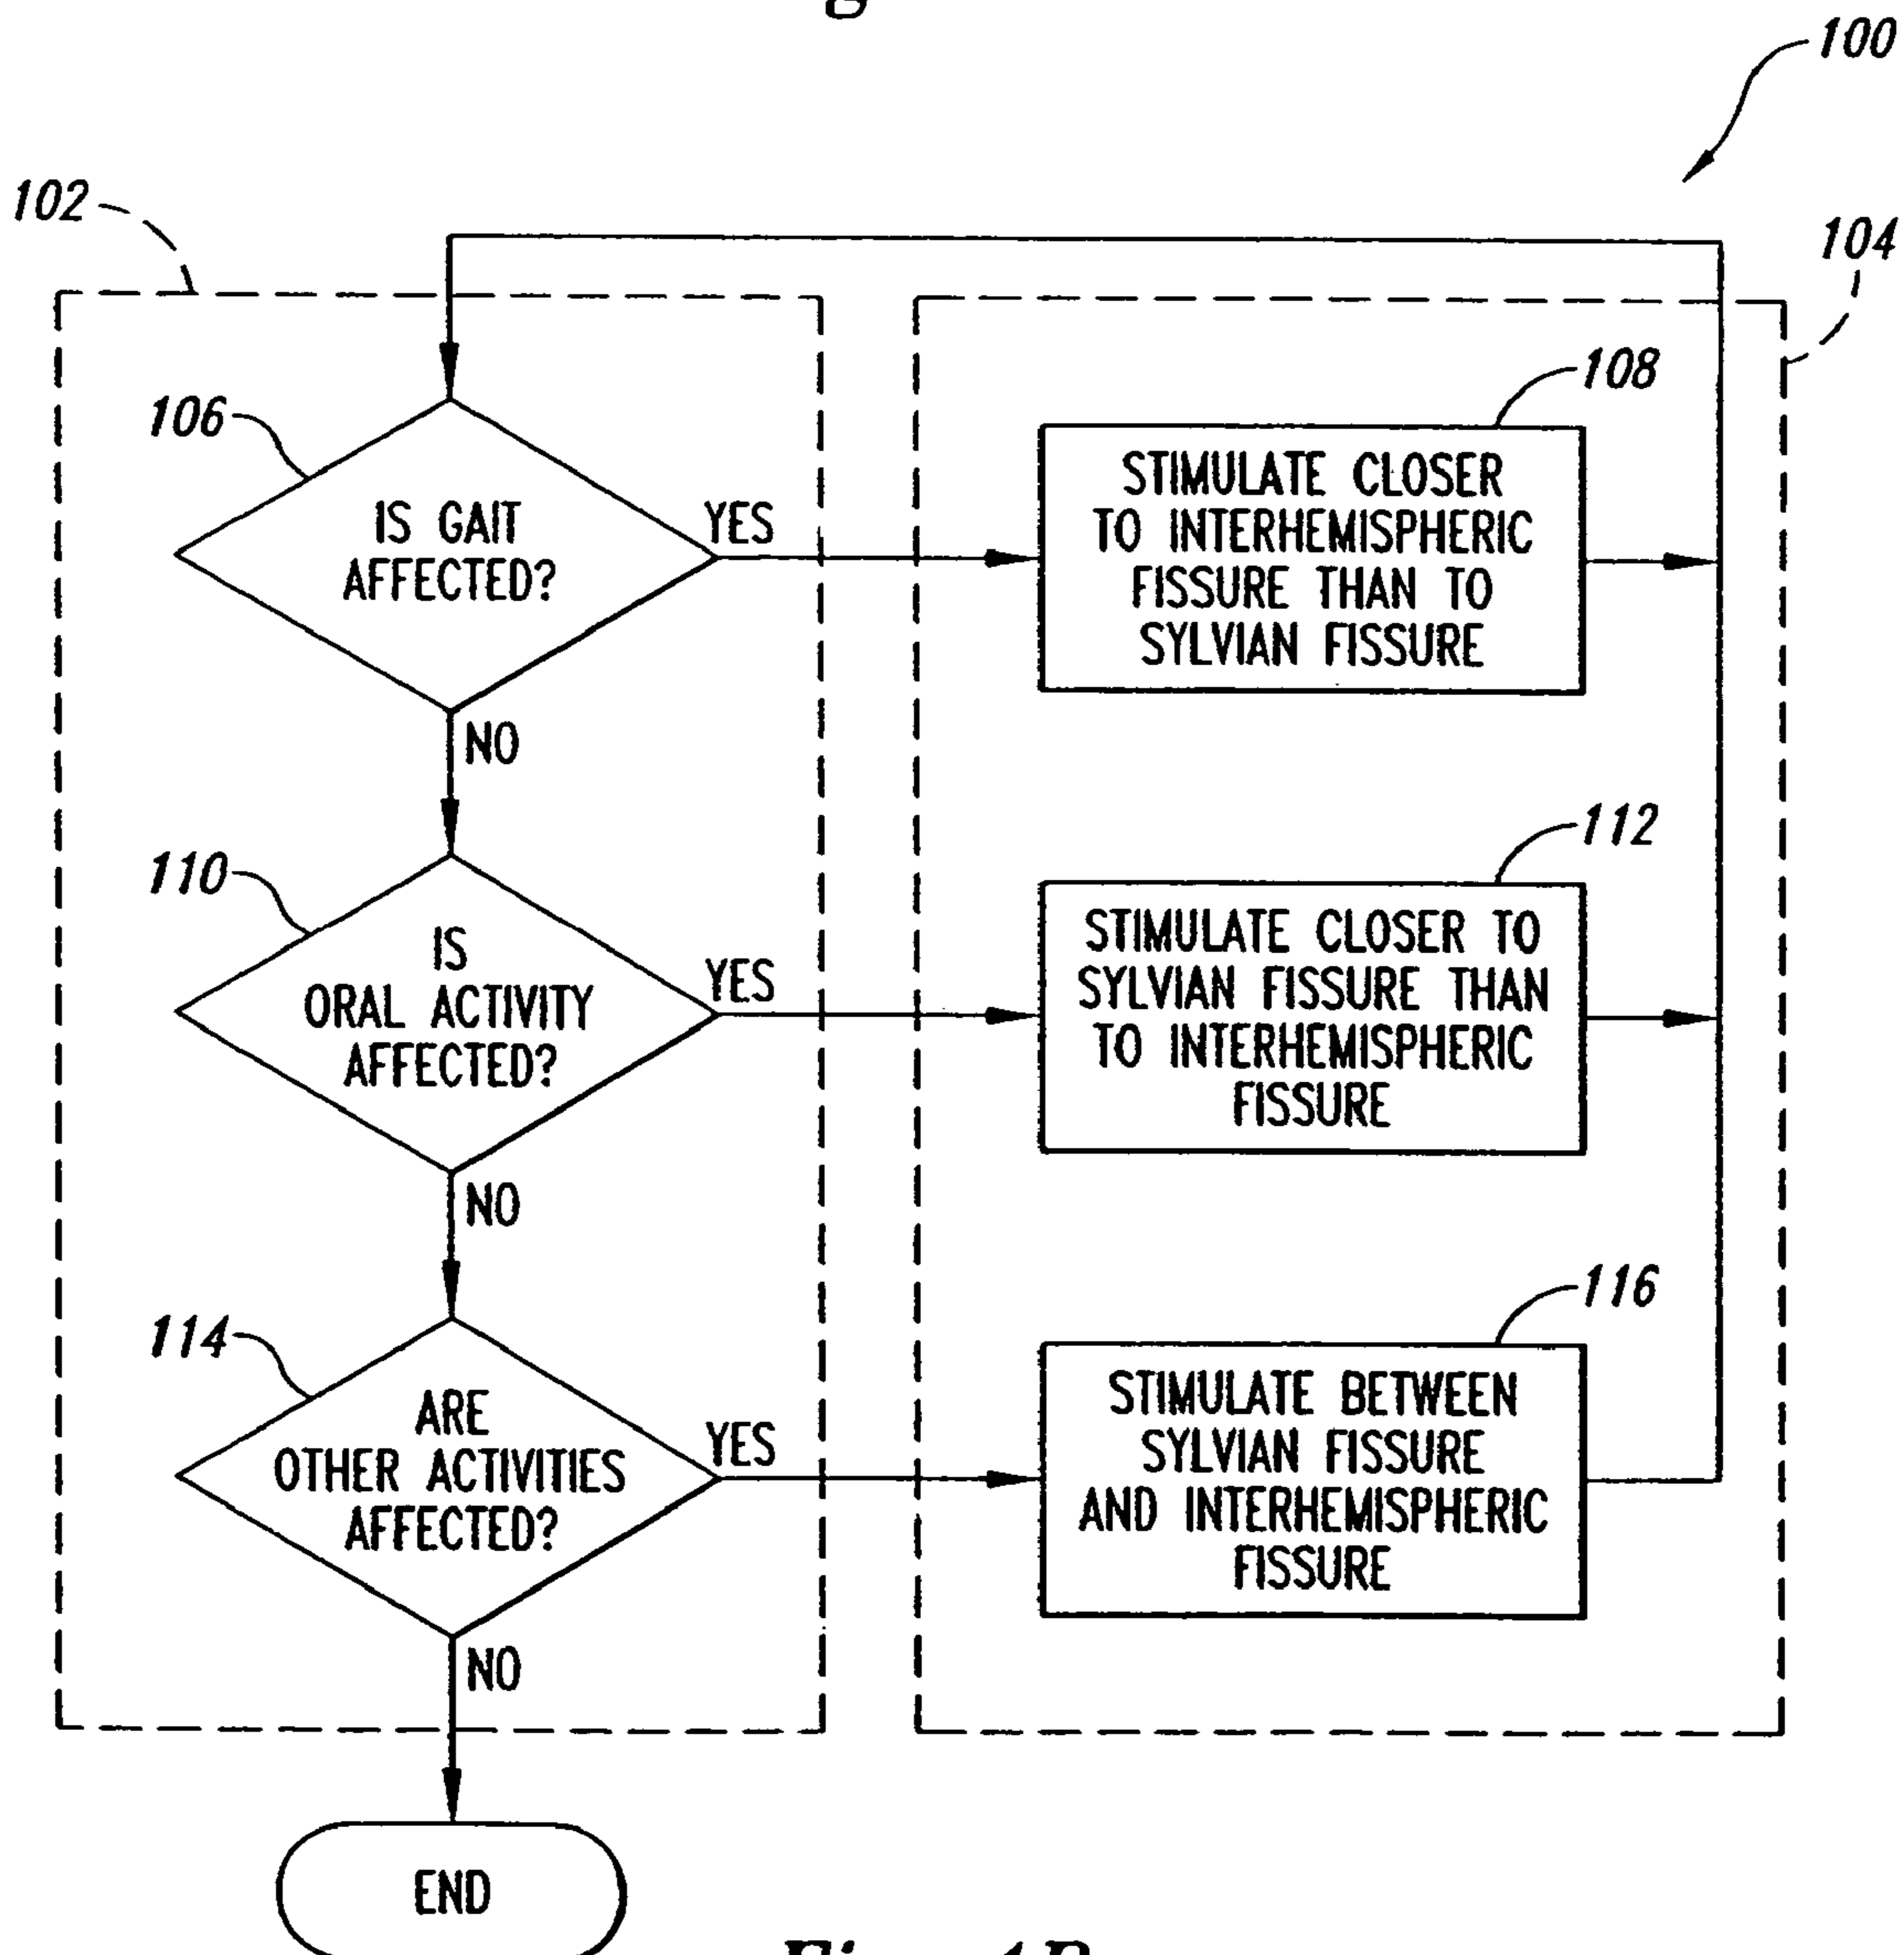 100
102
104
106
IS GAIT
AFFECTED?
YES
108
STIMULATE CLOSER
TO INTERHEMISPHERIC
FISSURE THAN TO
SYLVIAN FISSURE
NO
110
IS
ORAL ACTIVITY
AFFECTED?
YES
112
STIMULATE CLOSER TO
SYLVIAN FISSURE THAN
TO INTERHEMISPHERIC
FISSURE
NO
114
ARE
OTHER ACTIVITIES
AFFECTED?
YES
116
STIMULATE BETWEEN
SYLVIAN FISSURE
AND INTERHEMISPHERIC
FISSURE
NO
END